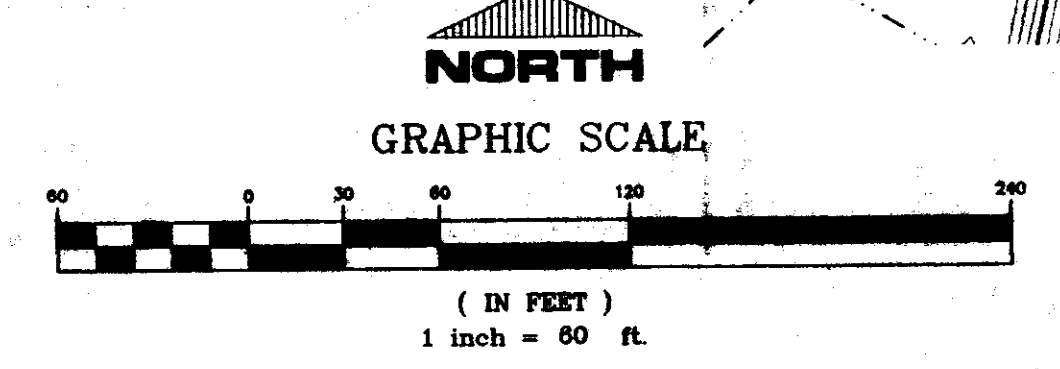 NORTH
GRAPHIC SCALE
60 0 30 60 120 240
( IN FEET )
1 inch = 60 ft.